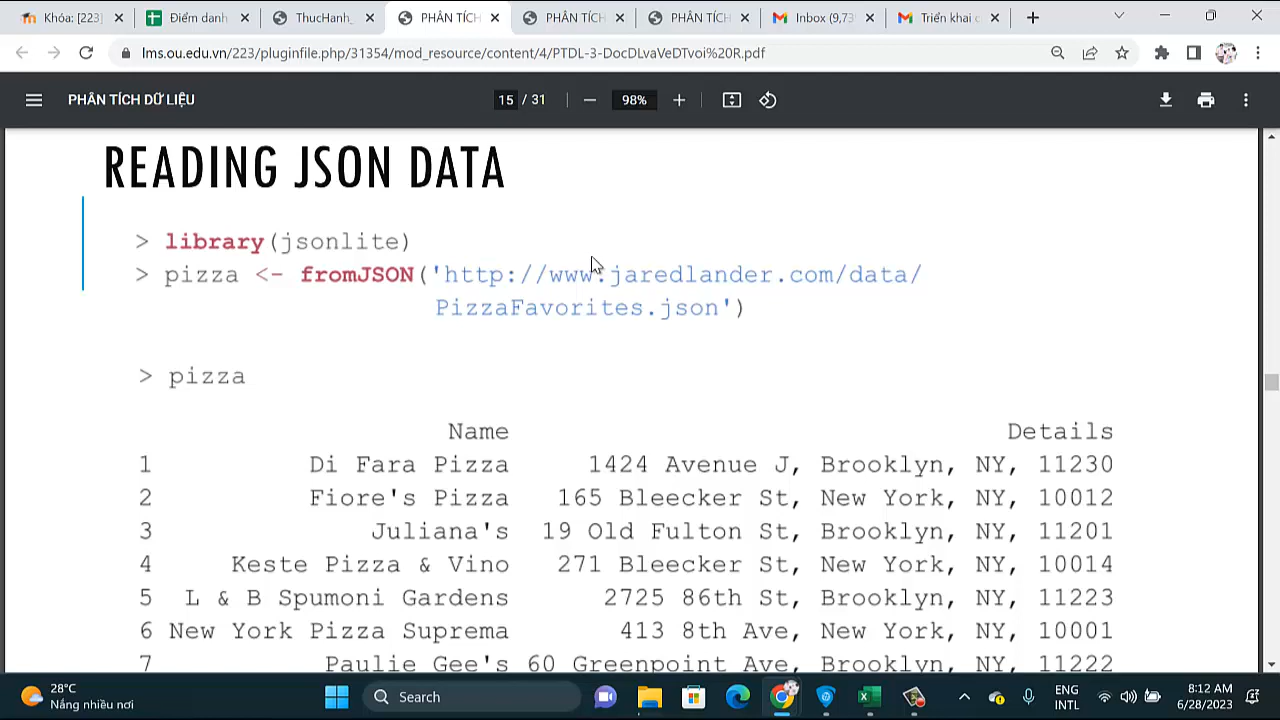 Khóa: [223]
Điểm danh
ThucHanh_
PHÂN TÍCH
PHÂN TÍCH
PHÂN TÍCH
Inbox (9,73
Triển khai c
lms.ou.edu.vn/223/pluginfile.php/31354/mod_resource/content/4/PTDL-3-DocDLvaVeDTvoi%20R.pdf
PHÂN TÍCH DỮ LIỆU
15 / 31
98%
READING JSON DATA
> library(jsonlite)
> pizza <- fromJSON('http://www.jaredlander.com/data/
PizzaFavorites.json')
> pizza
Name Details
1 Di Fara Pizza 1424 Avenue J, Brooklyn, NY, 11230
2 Fiore's Pizza 165 Bleecker St, New York, NY, 10012
3 Juliana's 19 Old Fulton St, Brooklyn, NY, 11201
4 Keste Pizza & Vino 271 Bleecker St, New York, NY, 10014
5 L & B Spumoni Gardens 2725 86th St, Brooklyn, NY, 11223
6 New York Pizza Suprema 413 8th Ave, New York, NY, 10001
7 Paulie Gee's 60 Greenpoint Ave, Brooklyn, NY, 11222
28°C
Nắng nhiều nơi
Search
ENG
INTL
8:12 AM
6/28/2023